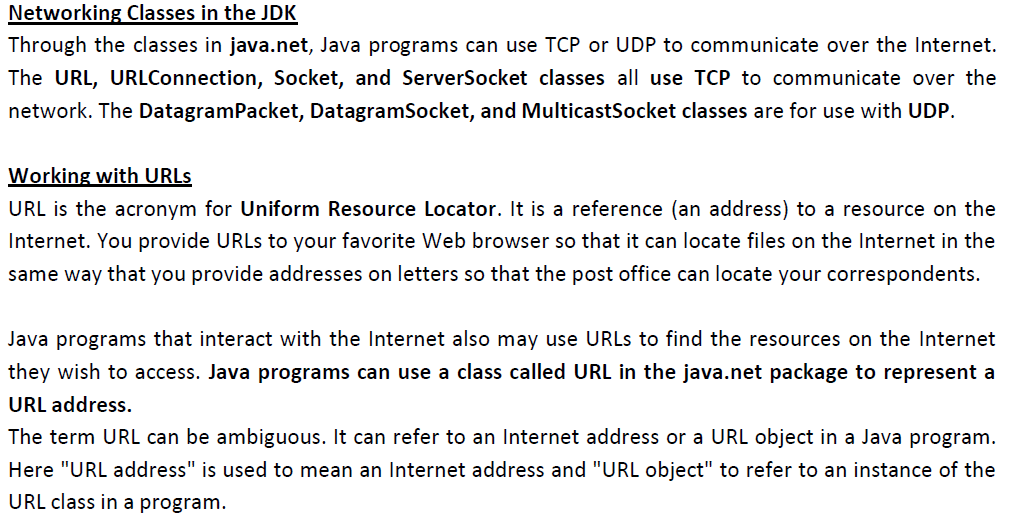 Networking Classes in the JDK
Through the classes in java.net, Java programs can use TCP or UDP to communicate over the Internet.
The URL, URLConnection, Socket, and ServerSocket classes all use TCP to communicate over the
network. The DatagramPacket, DatagramSocket, and MulticastSocket classes are for use with UDP.
Working with URLs
URL is the acronym for Uniform Resource Locator. It is a reference (an address) to a resource on the
Internet. You provide URLs to your favorite Web browser so that it can locate files on the Internet in the
same way that you provide addresses on letters so that the post office can locate your correspondents.
Java programs that interact with the Internet also may use URLs to find the resources on the Internet
they wish to access. Java programs can use a class called URL in the java.net package to represent a
URL address.
The term URL can be ambiguous. It can refer to an Internet address or a URL object in a Java program.
Here "URL address" is used to mean an Internet address and "URL object" to refer to an instance of the
URL class in a program.